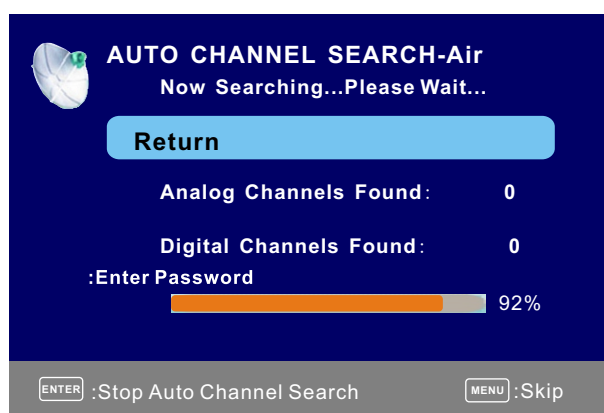 AUTO CHANNEL SEARCH-Air
Now Searching...Please Wait...
Return
Analog Channels Found: 0
Digital Channels Found: 0
:Enter Password
92%
ENTER :Stop Auto Channel Search MENU :Skip